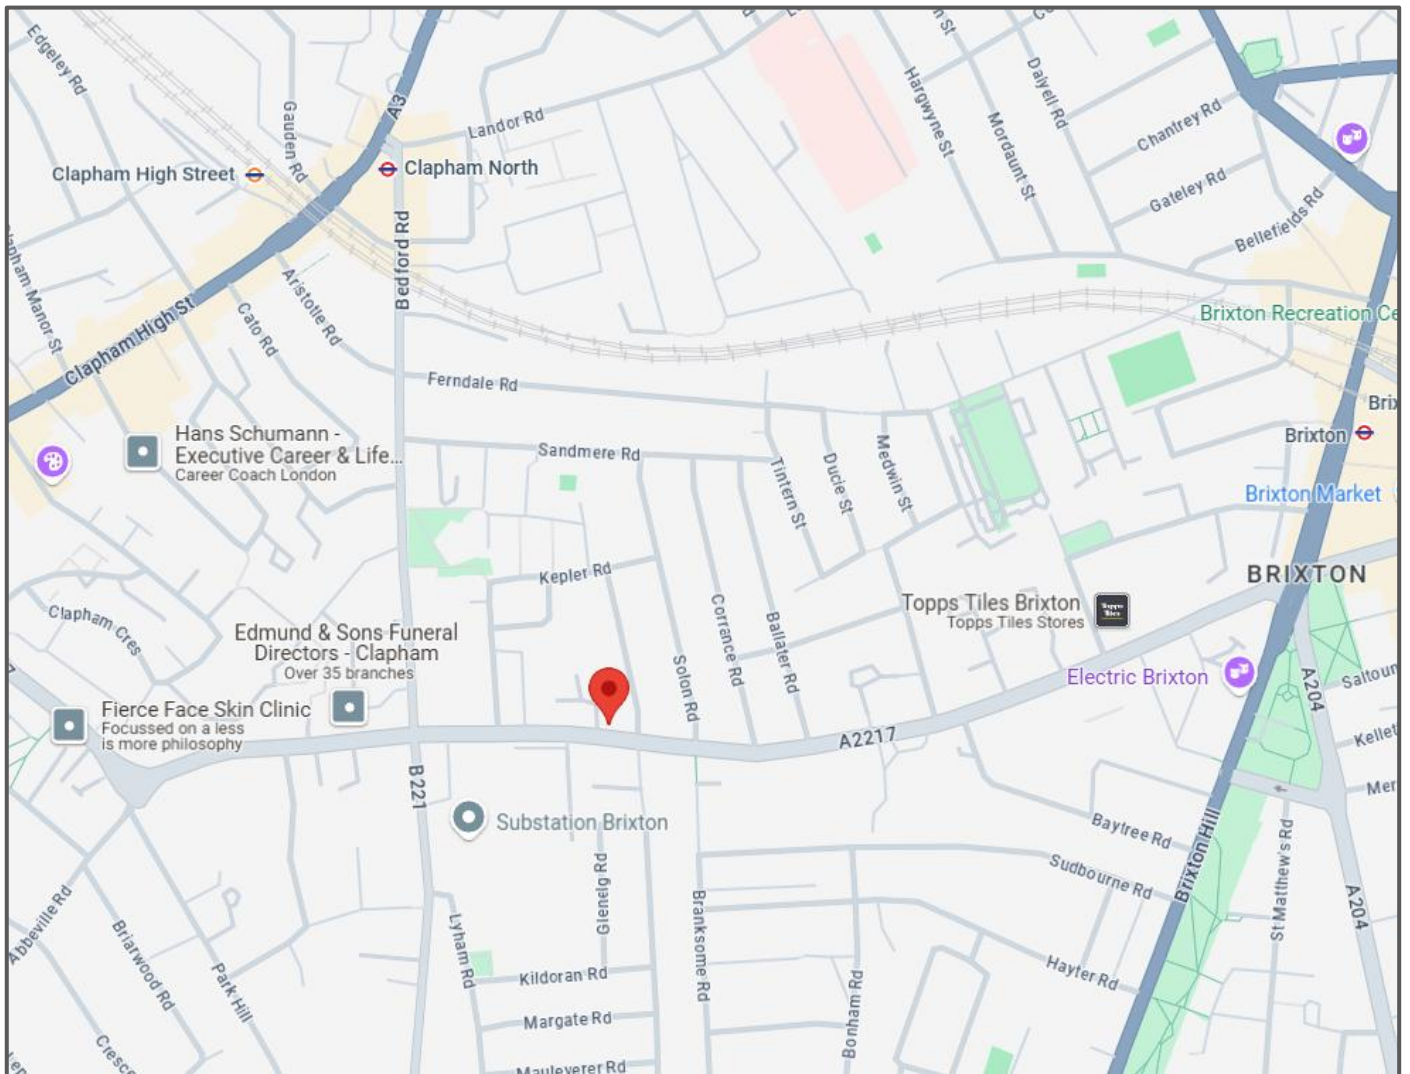 Edgeley Rd
Gauden Rd
A3
Landor Rd
Clapham High Street
Clapham North
Hargwyne St
Mordaunt St
Dalyell Rd
Chantrey Rd
Gateley Rd
Bellefields Rd
Bedford Rd
Aristotle Rd
Calo Rd
Clapham High St
Clapham Manor St
Ferndale Rd
Brixton Recreation Ce
Brix
Brixton
Brixton Market
Hans Schumann -
Executive Career & Life...
Career Coach London
Sandmere Rd
Tintern St
Ducie St
Medwin St
Kepler Rd
BRIXTON
Topps Tiles Brixton
Topps Tiles Stores
Topps
Tiles
Clapham Cres
Edmund & Sons Funeral
Directors - Clapham
Over 35 branches
Corrance Rd
Ballater Rd
Solon Rd
Electric Brixton
A204
Saltoun
Kellet
Mer
Fierce Face Skin Clinic
Focussed on a less
is more philosophy
A2217
B221
Substation Brixton
Glenelg Rd
Baytree Rd
Sudbourne Rd
Brixton Hill
St Matthew's Rd
A204
Abbeville Rd
Briarwood Rd
Park Hill
Lyham Rd
Kildoran Rd
Branksome Rd
Bonham Rd
Hayter Rd
Margate Rd
Mauleverer Rd
Cresce